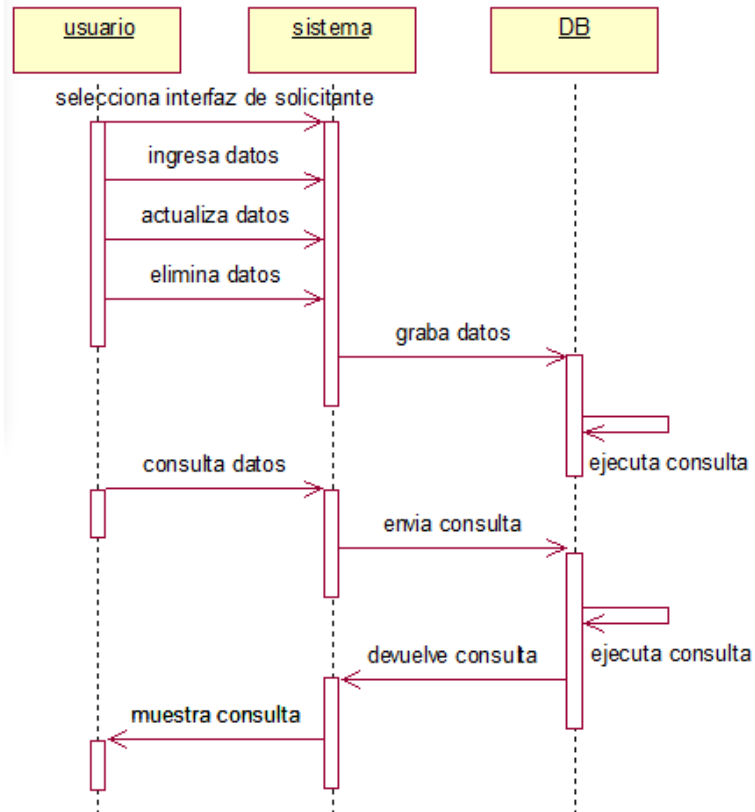 usuario
sistema
DB
selecciona interfaz de solicitante
ingresa datos
actualiza datos
elimina datos
graba datos
ejecuta consulta
consulta datos
envia consulta
ejecuta consulta
devuelve consulta
muestra consulta